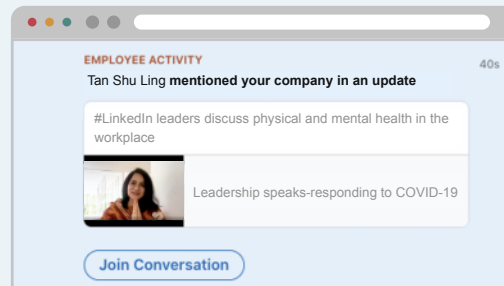 EMPLOYEE ACTIVITY
40s
Tan Shu Ling mentioned your company in an update
#LinkedIn leaders discuss physical and mental health in the
workplace
Leadership speaks-responding to COVID-19
Join Conversation